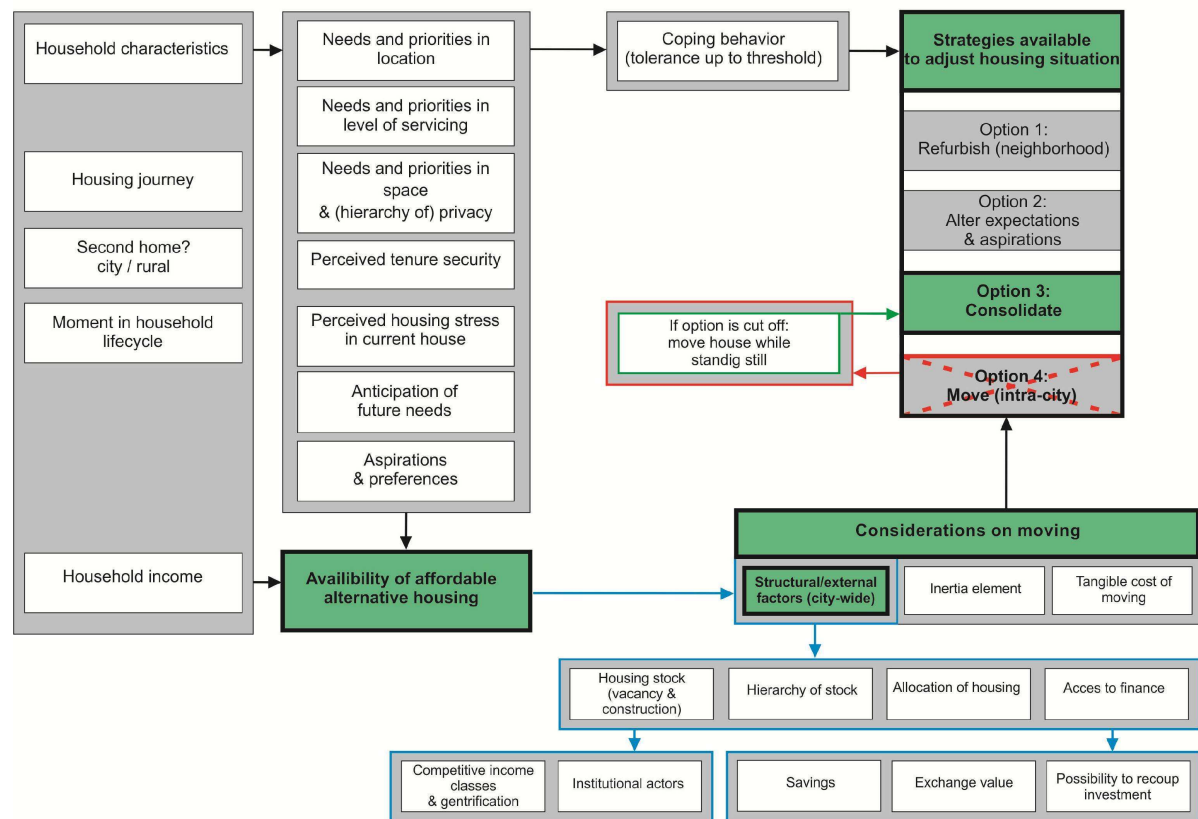 Household characteristics
Housing journey
Second home?
city / rural
Moment in household
lifecycle
Household income
Needs and priorities in
location
Needs and priorities in
level of servicing
Needs and priorities in
space
& (hierarchy of) privacy
Perceived tenure security
Perceived housing stress
in current house
Anticipation of
future needs
Aspirations
& preferences
Availibility of affordable
alternative housing
Coping behavior
(tolerance up to threshold)
Strategies available
to adjust housing situation
Option 1:
Refurbish (neighborhood)
Option 2:
Alter expectations
& aspirations
Option 3:
Consolidate
Option 4:
Move (intra-city)
If option is cut off:
move house while
standig still
Considerations on moving
Structural/external
factors (city-wide)
Inertia element
Tangible cost of
moving
Housing stock
(vacancy &
construction)
Hierarchy of stock
Allocation of housing
Acces to finance
Competitive income
classes
& gentrification
Institutional actors
Savings
Exchange value
Possibility to recoup
investment